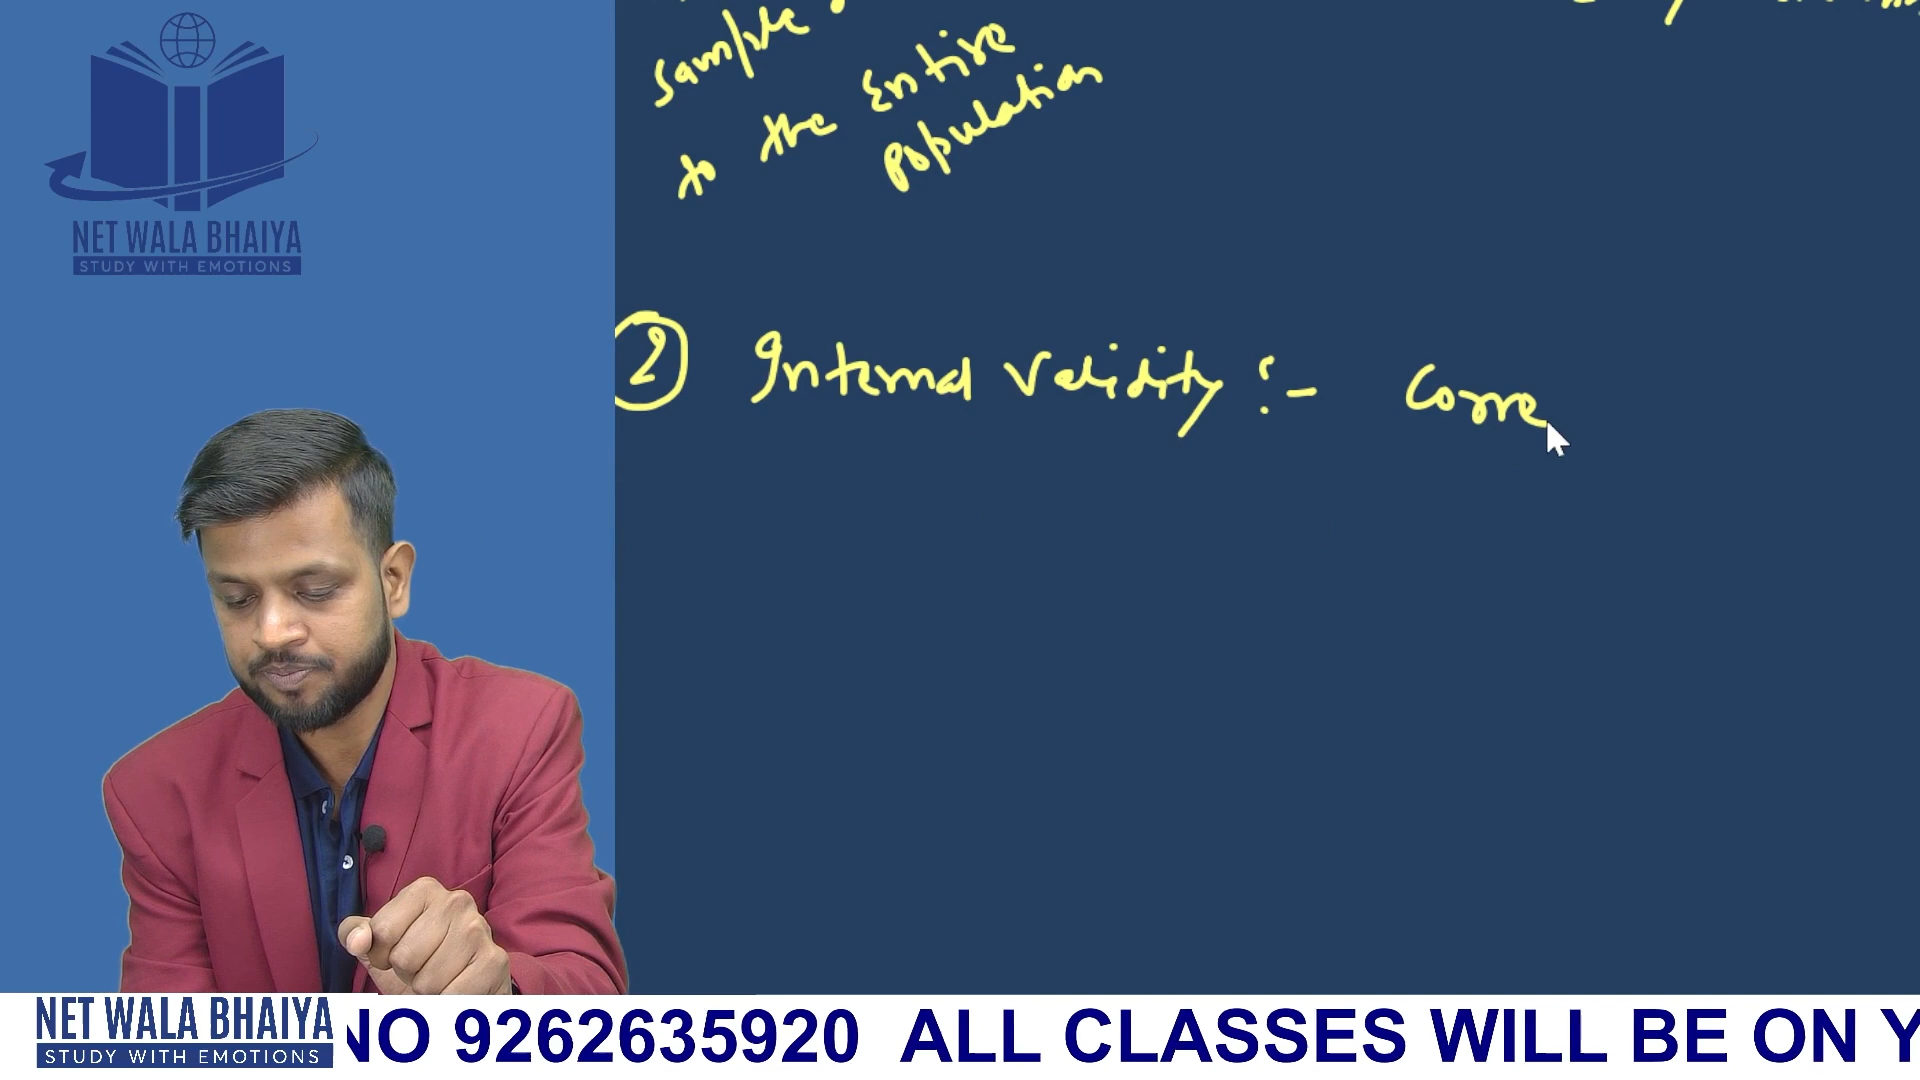 NET WALA BHAIYA
STUDY WITH EMOTIONS
sample
to the Entire
population
2 Internal Validity :- Corre
NET WALA BHAIYA
STUDY WITH EMOTIONS
NO 9262635920 ALL CLASSES WILL BE ON Y